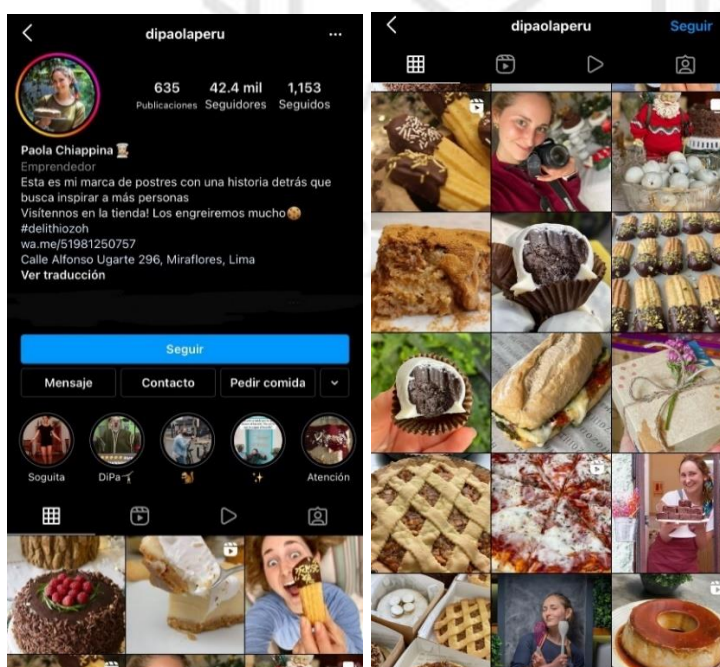 dipaolaperu
635 42.4 mil 1,153
Publicaciones Seguidores Seguidos
Paola Chiappina
Emprendedor
Esta es mi marca de postres con una historia detrás que
busca inspirar a más personas
Visítennos en la tienda! Los engreiremos mucho🍪
#delithiozoh
wa.me/51981250757
Calle Alfonso Ugarte 296, Miraflores, Lima
Ver traducción
Seguir
Mensaje Contacto Pedir comida
Soguita DiPa Atención
dipaolaperu Seguir